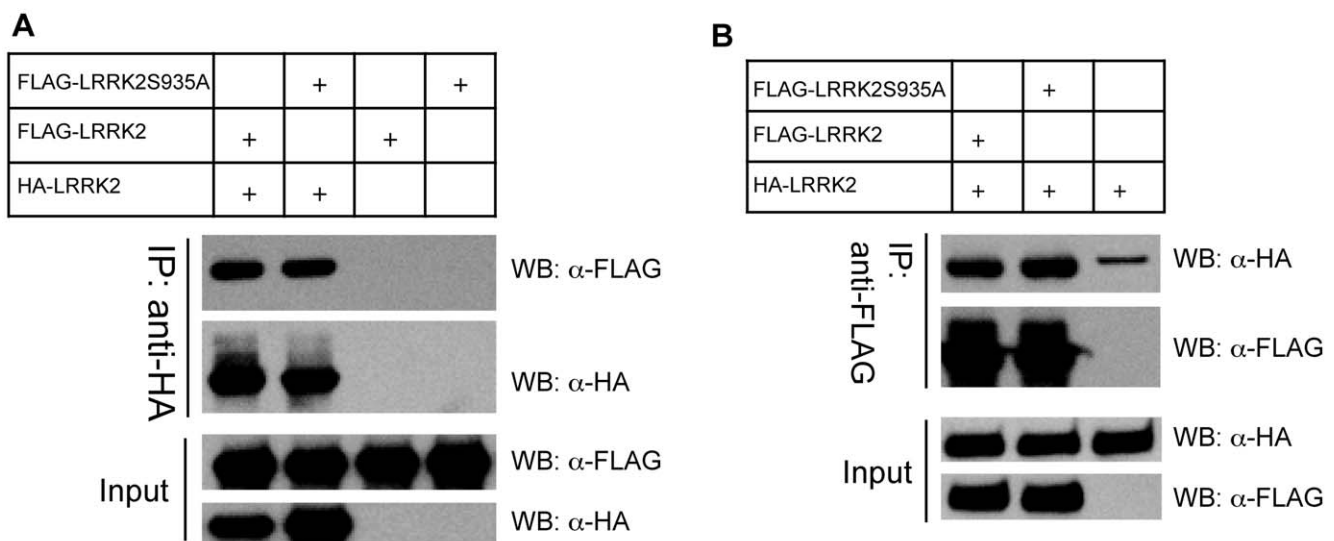 A
FLAG-LRRK2S935A + +
FLAG-LRRK2 + +
HA-LRRK2 + +
IP: anti-HA
WB: α-FLAG
WB: α-HA
Input
WB: α-FLAG
WB: α-HA
B
FLAG-LRRK2S935A +
FLAG-LRRK2 +
HA-LRRK2 + + +
IP:
anti-FLAG
WB: α-HA
WB: α-FLAG
Input
WB: α-HA
WB: α-FLAG